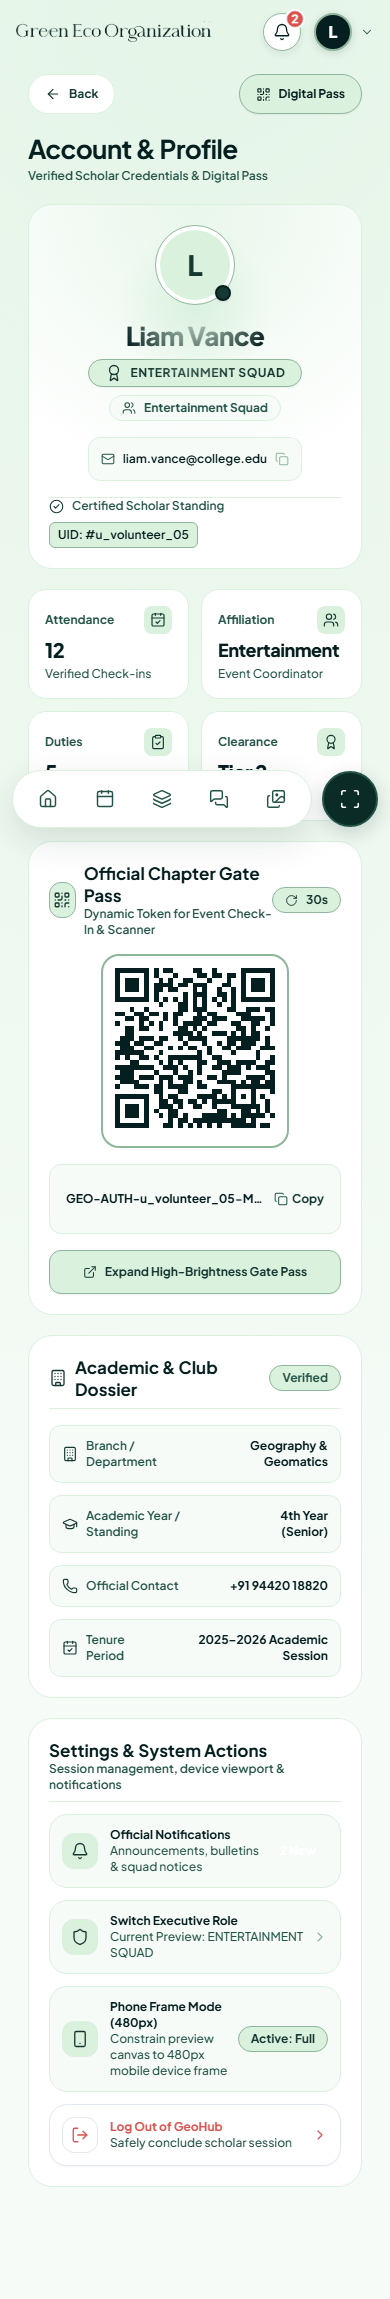 Green Eco Organization
2
L
Back
Digital Pass
Account & Profile
Verified Scholar Credentials & Digital Pass
L
Liam Vance
ENTERTAINMENT SQUAD
Entertainment Squad
liam.vance@college.edu
Certified Scholar Standing
UID: #u_volunteer_05
Attendance
12
Verified Check-ins
Affiliation
Entertainment
Event Coordinator
Duties
Clearance
Official Chapter Gate
Pass
Dynamic Token for Event Check-
In & Scanner
30s
GEO-AUTH-u_volunteer_05-M...
Copy
Expand High-Brightness Gate Pass
Academic & Club
Dossier
Verified
Branch /
Department
Geography &
Geomatics
Academic Year /
Standing
4th Year
(Senior)
Official Contact
+91 94420 18820
Tenure
Period
2025–2026 Academic
Session
Settings & System Actions
Session management, device viewport &
notifications
Official Notifications
Announcements, bulletins
& squad notices
2 New
Switch Executive Role
Current Preview: ENTERTAINMENT
SQUAD
Phone Frame Mode
(480px)
Constrain preview
canvas to 480px
mobile device frame
Active: Full
Log Out of GeoHub
Safely conclude scholar session